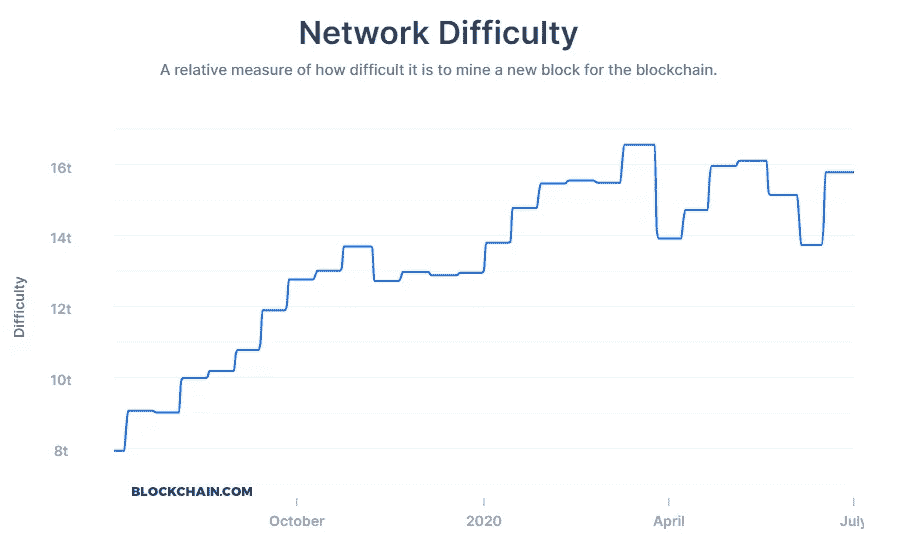 Network Difficulty
A relative measure of how difficult it is to mine a new block for the blockchain.
16t
14t
12t
10t
8t
Difficulty
BLOCKCHAIN.COM
October
2020
April
July